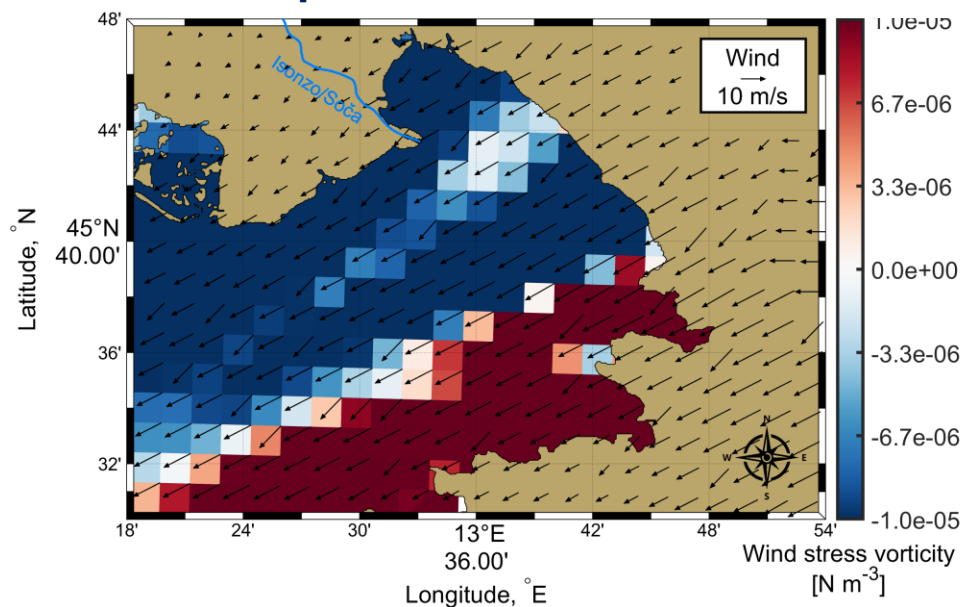 48'
44'
45°N
40.00'
36'
32'
Latitude, °N
18'
24'
30'
13°E
36.00'
42'
48'
54'
Longitude, °E
Isonzo/Soča
Wind
10 m/s
N
W
E
S
1.0e-05
6.7e-06
3.3e-06
0.0e+00
-3.3e-06
-6.7e-06
-1.0e-05
Wind stress vorticity
[N m-3]